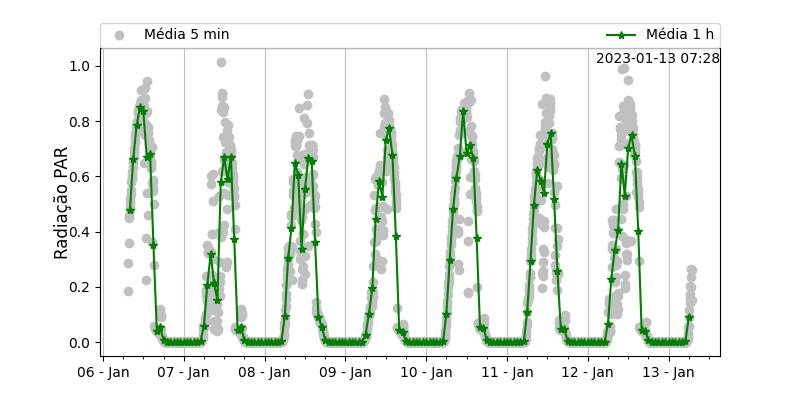 Média 5 min
Média 1 h
2023-01-13 07:28
Radiação PAR
1.0
0.8
0.6
0.4
0.2
0.0
06 - Jan
07 - Jan
08 - Jan
09 - Jan
10 - Jan
11 - Jan
12 - Jan
13 - Jan